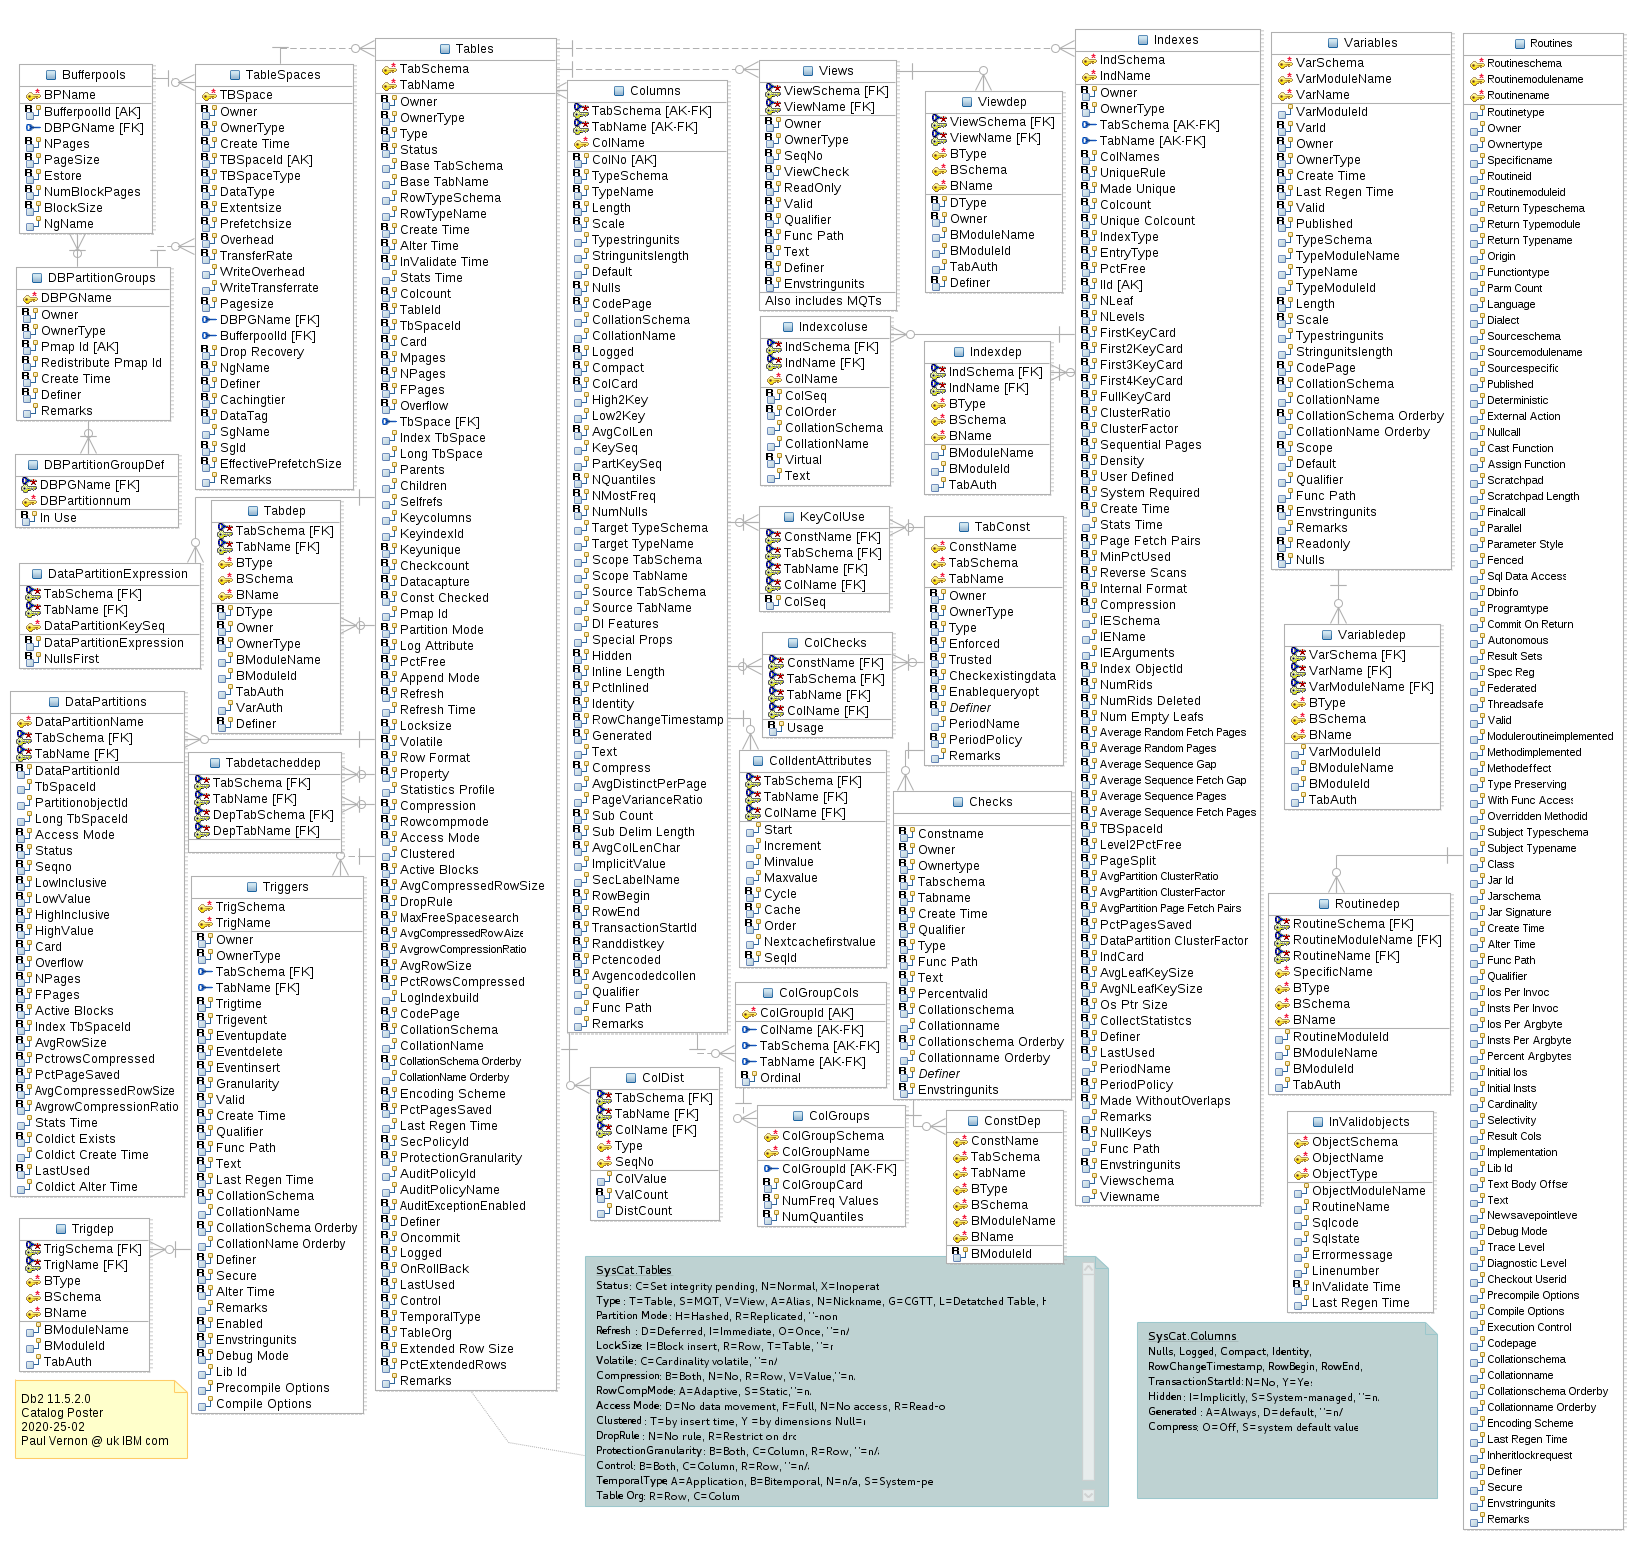 Bufferpools
BPName
BufferpoolId [AK]
DBPGName [FK]
NPages
PageSize
Estore
NumBlockPages
BlockSize
NgName
DBPartitionGroups
DBPGName
Owner
OwnerType
Pmap Id [AK]
Redistribute Pmap Id
Create Time
Definer
Remarks
DBPartitionGroupDef
DBPGName [FK]
DBPartitionnum
In Use
DataPartitionExpression
TabSchema [FK]
TabName [FK]
DataPartitionKeySeq
DataPartitionExpression
NullsFirst
DataPartitions
DataPartitionName
TabSchema [FK]
TabName [FK]
DataPartitionId
TbSpaceId
PartitionobjectId
Long TbSpaceId
Access Mode
Status
Seqno
LowInclusive
LowValue
HighInclusive
HighValue
Card
Overflow
NPages
FPages
Active Blocks
Index TbSpaceId
AvgRowSize
PctrowsCompressed
PctPageSaved
AvgCompressedRowSize
AvgrowCompressionRatio
Stats Time
Coldict Exists
Coldict Create Time
LastUsed
Coldict Alter Time
Trigdep
TrigSchema [FK]
TrigName [FK]
BType
BSchema
BName
BModuleName
BModuleId
TabAuth
Db2 11.5.2.0
Catalog Poster
2020-25-02
Paul Vernon @ uk IBM com
TableSpaces
TBSpace
Owner
OwnerType
Create Time
TBSpaceId [AK]
TBSpaceType
DataType
Extentsize
Prefetchsize
Overhead
TransferRate
WriteOverhead
WriteTransferrate
Pagesize
DBPGName [FK]
BufferpoolId [FK]
Drop Recovery
NgName
Definer
Cachingtier
DataTag
SgName
SgId
EffectivePrefetchSize
Remarks
Tabdep
TabSchema [FK]
TabName [FK]
BType
BSchema
BName
DType
Owner
OwnerType
BModuleName
BModuleId
TabAuth
VarAuth
Definer
Tabdetacheddep
TabSchema [FK]
TabName [FK]
DepTabSchema [FK]
DepTabName [FK]
Triggers
TrigSchema
TrigName
Owner
OwnerType
TabSchema [FK]
TabName [FK]
Trigtime
Trigevent
Eventupdate
Eventdelete
Eventinsert
Granularity
Valid
Create Time
Qualifier
Func Path
Text
Last Regen Time
CollationSchema
CollationName
CollationSchema Orderby
CollationName Orderby
Definer
Secure
Alter Time
Remarks
Enabled
Envstringunits
Debug Mode
Lib Id
Precompile Options
Compile Options
Tables
TabSchema
TabName
Owner
OwnerType
Type
Status
Base TabSchema
Base TabName
RowTypeSchema
RowTypeName
Create Time
Alter Time
InValidate Time
Stats Time
Colcount
TableId
TbSpaceId
Card
Mpages
NPages
FPages
Overflow
TbSpace [FK]
Index TbSpace
Long TbSpace
Parents
Children
Selfrefs
Keycolumns
KeyindexId
Keyunique
Checkcount
Datacapture
Const Checked
Pmap Id
Partition Mode
Log Attribute
PctFree
Append Mode
Refresh
Refresh Time
Locksize
Volatile
Row Format
Property
Statistics Profile
Compression
Rowcompmode
Access Mode
Clustered
Active Blocks
AvgCompressedRowSize
DropRule
MaxFreeSpacesearch
AvgCompressedRowAize
AvgrowCompressionRatio
AvgRowSize
PctRowsCompressed
LogIndexbuild
CodePage
CollationSchema
CollationName
CollationSchema Orderby
CollationName Orderby
Encoding Scheme
PctPagesSaved
Last Regen Time
SecPolicyId
ProtectionGranularity
AuditPolicyId
AuditPolicyName
AuditExceptionEnabled
Definer
Oncommit
Logged
OnRollBack
LastUsed
Control
TemporalType
TableOrg
Extended Row Size
PctExtendedRows
Remarks
Columns
TabSchema [AK-FK]
TabName [AK-FK]
ColName
ColNo [AK]
TypeSchema
TypeName
Length
Scale
Typestringunits
Stringunitslength
Default
Nulls
CodePage
CollationSchema
CollationName
Logged
Compact
ColCard
High2Key
Low2Key
AvgColLen
KeySeq
PartKeySeq
NQuantiles
NMostFreq
NumNulls
Target TypeSchema
Target TypeName
Scope TabSchema
Scope TabName
Source TabSchema
Source TabName
Dl Features
Special Props
Hidden
Inline Length
PctInlined
Identity
RowChangeTimestamp
Generated
Text
Compress
AvgDistinctPerPage
PageVarianceRatio
Sub Count
Sub Delim Length
AvgColLenChar
ImplicitValue
SecLabelName
RowBegin
RowEnd
TransactionStartId
Randdistkey
Pctencoded
Avgencodedcollen
Qualifier
Func Path
Remarks
ColDist
TabSchema [FK]
TabName [FK]
ColName [FK]
Type
SeqNo
ColValue
ValCount
DistCount
Views
ViewSchema [FK]
ViewName [FK]
Owner
OwnerType
SeqNo
ViewCheck
ReadOnly
Valid
Qualifier
Func Path
Text
Definer
Envstringunits
Also includes MQTs
Indexcoluse
IndSchema [FK]
IndName [FK]
ColName
ColSeq
ColOrder
CollationSchema
CollationName
Virtual
Text
KeyColUse
ConstName [FK]
TabSchema [FK]
TabName [FK]
ColName [FK]
ColSeq
ColChecks
ConstName [FK]
TabSchema [FK]
TabName [FK]
ColName [FK]
Usage
ColIdentAttributes
TabSchema [FK]
TabName [FK]
ColName [FK]
Start
Increment
Minvalue
Maxvalue
Cycle
Cache
Order
Nextcachefirstvalue
SeqId
ColGroupCols
ColGroupId [AK]
ColName [AK-FK]
TabSchema [AK-FK]
TabName [AK-FK]
Ordinal
ColGroups
ColGroupSchema
ColGroupName
ColGroupId [AK-FK]
ColGroupCard
NumFreq Values
NumQuantiles
Viewdep
ViewSchema [FK]
ViewName [FK]
BType
BSchema
BName
DType
Owner
BModuleName
BModuleId
TabAuth
Definer
Indexdep
IndSchema [FK]
IndName [FK]
BType
BSchema
BName
BModuleName
BModuleId
TabAuth
TabConst
ConstName
TabSchema
TabName
Owner
OwnerType
Type
Enforced
Trusted
Checkexistingdata
Enablequeryopt
Definer
PeriodName
PeriodPolicy
Remarks
Checks
Constname
Owner
Ownertype
Tabschema
Tabname
Create Time
Qualifier
Type
Func Path
Text
Percentvalid
Collationschema
Collationname
Collationschema Orderby
Collationname Orderby
Definer
Envstringunits
ConstDep
ConstName
TabSchema
TabName
BType
BSchema
BModuleName
BName
BModuleId
Indexes
IndSchema
IndName
Owner
OwnerType
TabSchema [AK-FK]
TabName [AK-FK]
ColNames
UniqueRule
Made Unique
Colcount
Unique Colcount
IndexType
EntryType
PctFree
IId [AK]
NLeaf
NLevels
FirstKeyCard
First2KeyCard
First3KeyCard
First4KeyCard
FullKeyCard
ClusterRatio
ClusterFactor
Sequential Pages
Density
User Defined
System Required
Create Time
Stats Time
Page Fetch Pairs
MinPctUsed
Reverse Scans
Internal Format
Compression
IESchema
IEName
IEArguments
Index ObjectId
NumRids
NumRids Deleted
Num Empty Leafs
Average Random Fetch Pages
Average Random Pages
Average Sequence Gap
Average Sequence Fetch Gap
Average Sequence Pages
Average Sequence Fetch Pages
TBSpaceId
Level2PctFree
PageSplit
AvgPartition ClusterRatio
AvgPartition ClusterFactor
AvgPartition Page Fetch Pairs
PctPagesSaved
DataPartition ClusterFactor
IndCard
AvgLeafKeySize
AvgNLeafKeySize
Os Ptr Size
CollectStatistcs
Definer
LastUsed
PeriodName
PeriodPolicy
Made WithoutOverlaps
Remarks
NullKeys
Func Path
Envstringunits
Viewschema
Viewname
Variables
VarSchema
VarModuleName
VarName
VarModuleId
VarId
Owner
OwnerType
Create Time
Last Regen Time
Valid
Published
TypeSchema
TypeModuleName
TypeName
TypeModuleId
Length
Scale
Typestringunits
Stringunitslength
CodePage
CollationSchema
CollationName
CollationSchema Orderby
CollationName Orderby
Scope
Default
Qualifier
Func Path
Envstringunits
Remarks
Readonly
Nulls
Variabledep
VarSchema [FK]
VarName [FK]
VarModuleName [FK]
BType
BSchema
BName
VarModuleId
BModuleName
BModuleId
TabAuth
Routinedep
RoutineSchema [FK]
RoutineModuleName [FK]
RoutineName [FK]
SpecificName
BType
BSchema
BName
RoutineModuleId
BModuleName
BModuleId
TabAuth
InValidobjects
ObjectSchema
ObjectName
ObjectType
ObjectModuleName
RoutineName
Sqlcode
Sqlstate
Errormessage
Linenumber
InValidate Time
Last Regen Time
Routines
Routineschema
Routinemodulename
Routinename
Routinetype
Owner
Ownertype
Specificname
Routineid
Routinemoduleid
Return Typeschema
Return Typemodule
Return Typename
Origin
Functiontype
Parm Count
Language
Dialect
Sourceschema
Sourcemodulename
Sourcespecific
Published
Deterministic
External Action
Nullcall
Cast Function
Assign Function
Scratchpad
Scratchpad Length
Finalcall
Parallel
Parameter Style
Fenced
Sql Data Access
Dbinfo
Programtype
Commit On Return
Autonomous
Result Sets
Spec Reg
Federated
Threadsafe
Valid
Moduleroutineimplemented
Methodimplemented
Methodeffect
Type Preserving
With Func Access
Overridden Methodid
Subject Typeschema
Subject Typename
Class
Jar Id
Jarschema
Jar Signature
Create Time
Alter Time
Func Path
Qualifier
Ios Per Invoc
Insts Per Invoc
Ios Per Argbyte
Insts Per Argbyte
Percent Argbytes
Initial Ios
Initial Insts
Cardinality
Selectivity
Result Cols
Implementation
Lib Id
Text Body Offse
Text
Newsavepointleve
Debug Mode
Trace Level
Diagnostic Level
Checkout Userid
Precompile Options
Compile Options
Execution Control
Codepage
Collationschema
Collationname
Collationschema Orderby
Collationname Orderby
Encoding Scheme
Last Regen Time
Inheritlockrequest
Definer
Secure
Envstringunits
Remarks
SysCat.Tables
Status: C=Set integrity pending, N=Normal, X=Inoperat
Type : T=Table, S=MQT, V=View, A=Alias, N=Nickname, G=CGTT, L=Detatched Table, H
Partition Mode: H=Hashed, R=Replicated, ' '-non
Refresh : D=Deferred, I=Immediate, O=Once, ' '=n/
LockSize: I=Block insert, R=Row, T=Table, ' '=r
Volatile: C=Cardinality volatile, ' '=n/
Compression: B=Both, N=No, R=Row, V=Value,' '=n.
RowCompMode: A=Adaptive, S=Static,' '=n.
Access Mode: D=No data movement, F=Full, N=No access, R=Read-o
Clustered: T=by insert time, Y =by dimensions Null=r
DropRule: N=No rule, R=Restrict on drc
ProtectionGranularity: B=Both, C=Column, R=Row, ' '=n/.
Control: B=Both, C=Column, R=Row, ' '=n/.
TemporalType: A=Application, B=Bitemporal, N=n/a, S=System-pe
Table Org: R=Row, C=Colum
SysCat.Columns
Nulls, Logged, Compact, Identity,
RowChangeTimestamp, RowBegin, RowEnd,
TransactionStartId: N=No, Y=Ye:
Hidden: I=Implicitly, S=System-managed, ' '=n.
Generated : A=Always, D=default, ' '=n/
Compress: O=Off, S=system default value